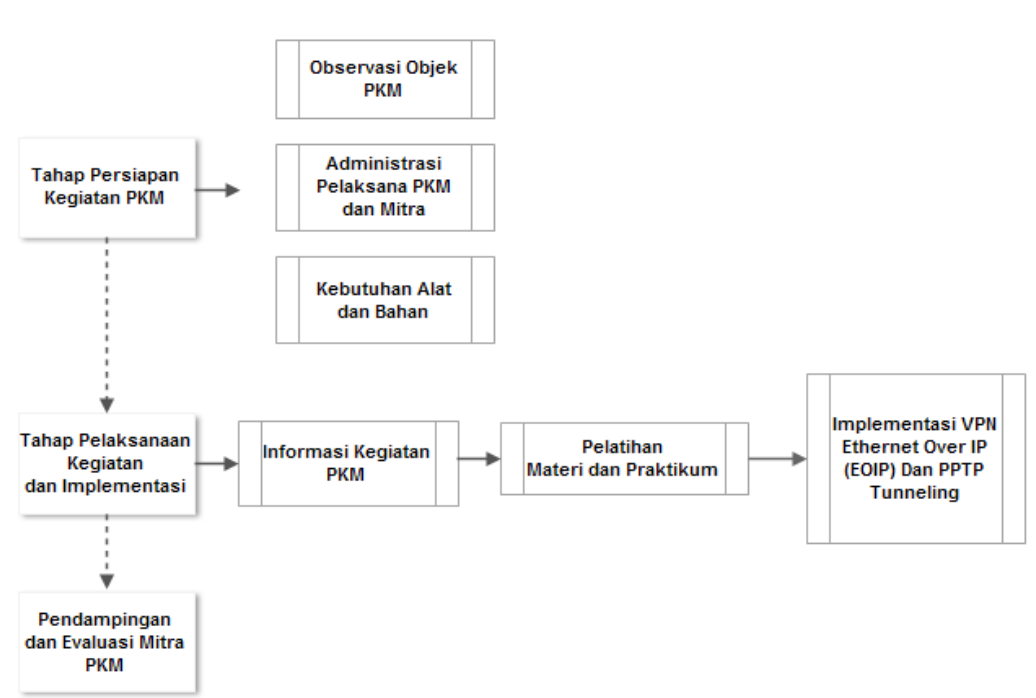 Observasi Objek
PKM
Tahap Persiapan
Kegiatan PKM
Administrasi
Pelaksana PKM
dan Mitra
Kebutuhan Alat
dan Bahan
Tahap Pelaksanaan
Kegiatan
dan Implementasi
Informasi Kegiatan
PKM
Pelatihan
Materi dan Praktikum
Implementasi VPN
Ethernet Over IP
(EOIP) Dan PPTP
Tunneling
Pendampingan
dan Evaluasi Mitra
PKM